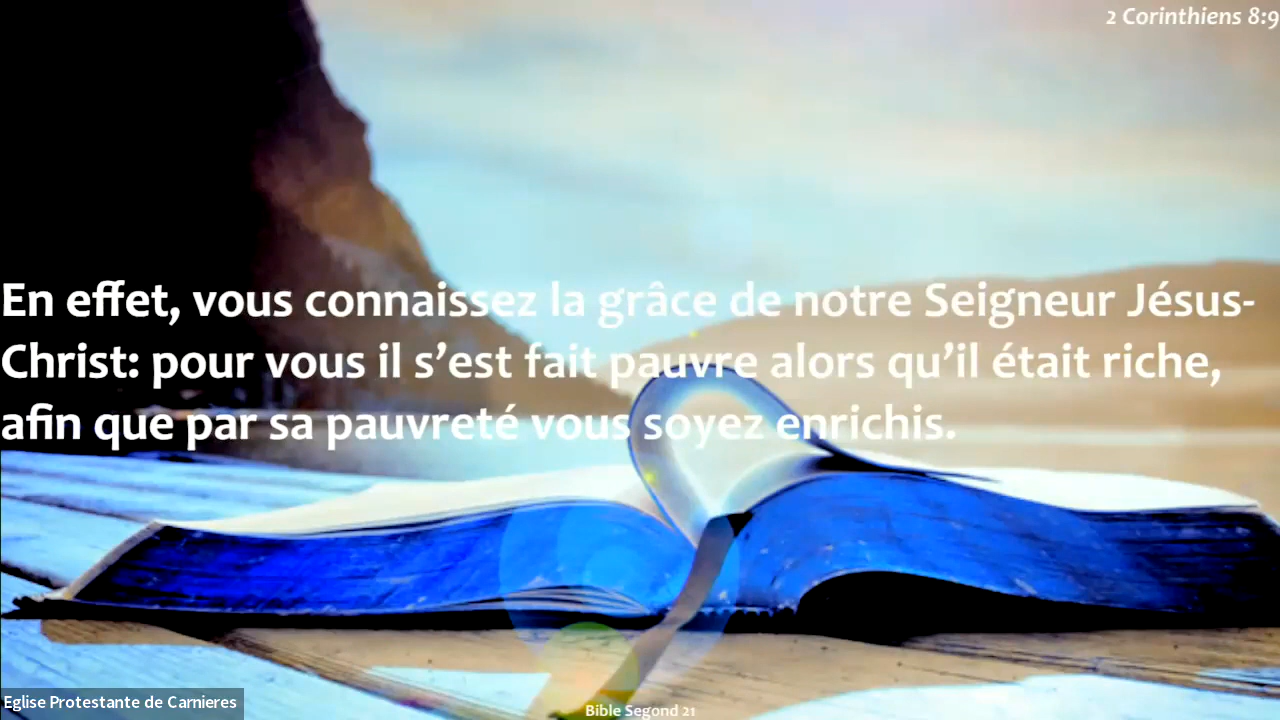 2 Corinthiens 8:9
En effet, vous connaissez la grâce de notre Seigneur Jésus-
Christ: pour vous il s’est fait pauvre alors qu’il était riche,
afin que par sa pauvreté vous soyez enrichis.
Eglise Protestante de Carnieres
Bible Segond 21